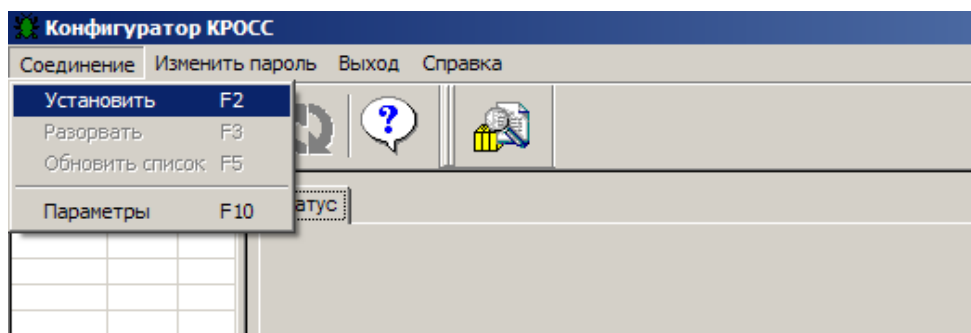 Конфигуратор КРОСС
Соединение Изменить пароль Выход Справка
Установить F2
Разорвать F3
Обновить список F5
Параметры F10
атус